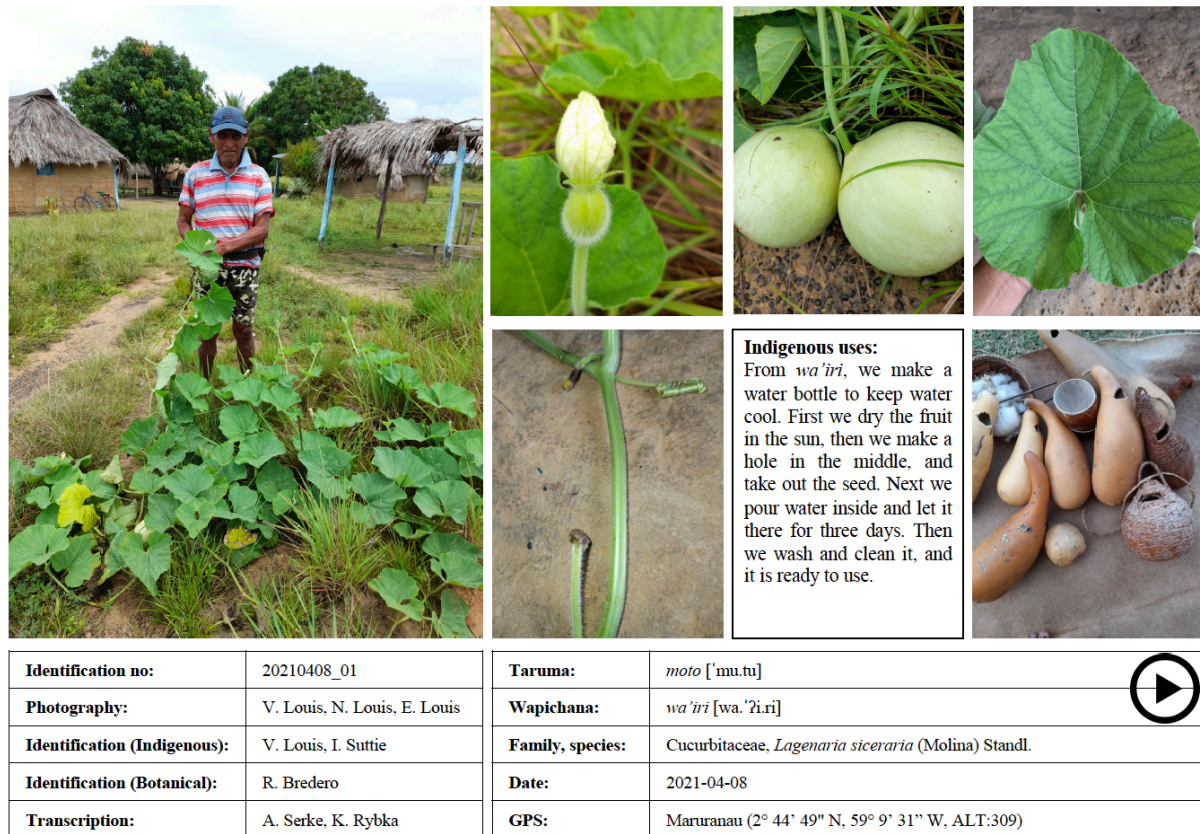 Indigenous uses:
From wa’iri, we make a
water bottle to keep water
cool. First we dry the fruit
in the sun, then we make a
hole in the middle, and
take out the seed. Next we
pour water inside and let it
there for three days. Then
we wash and clean it, and
it is ready to use.
Identification no: 20210408_01
Photography: V. Louis, N. Louis, E. Louis
Identification (Indigenous): V. Louis, I. Suttie
Identification (Botanical): R. Bredero
Transcription: A. Serke, K. Rybka
Taruma: moto [ˈmu.tu]
Wapichana: wa’iri [wa.ˈʔi.ri]
Family, species: Cucurbitaceae, Lagenaria siceraria (Molina) Standl.
Date: 2021-04-08
GPS: Maruranau (2° 44’ 49" N, 59° 9’ 31” W, ALT:309)